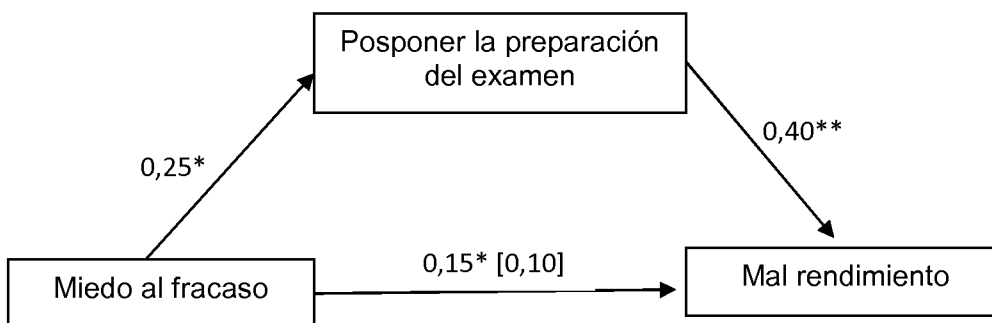 Posponer la preparación
del examen
0,25*
0,40**
Miedo al fracaso
0,15* [0,10]
Mal rendimiento